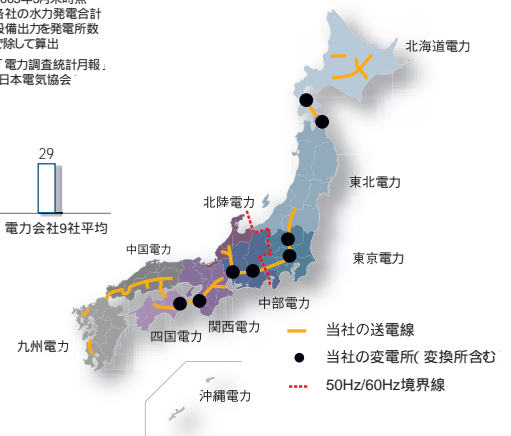 各社の水力発電合計
設備出力を発電所数
で除して算出
「電力調査統計月報」
日本電気協会
29
電力会社9社平均
北海道電力
東北電力
北陸電力
東京電力
中国電力
中部電力
関西電力
四国電力
九州電力
沖縄電力
当社の送電線
当社の変電所(変換所含む
50Hz/60Hz境界線